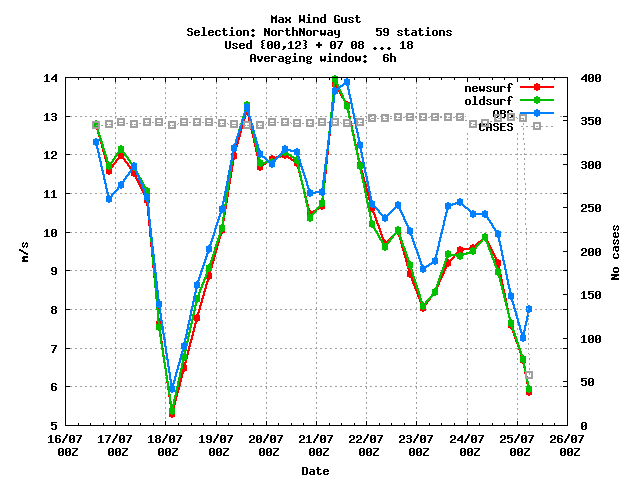 Max Wind Gust
Selection: NorthNorway     59 stations
Used {00,12} + 07 08 ... 18
Averaging window:  6h
14 400
newsurf
oldsurf
OBS
CASES
13 350
12 300
11 250
10
9 200
8 150
7 100
6 50
5 0
m/s
No cases
16/07 17/07 18/07 19/07 20/07 21/07 22/07 23/07 24/07 25/07 26/07
00Z 00Z 00Z 00Z 00Z 00Z 00Z 00Z 00Z 00Z 00Z
Date